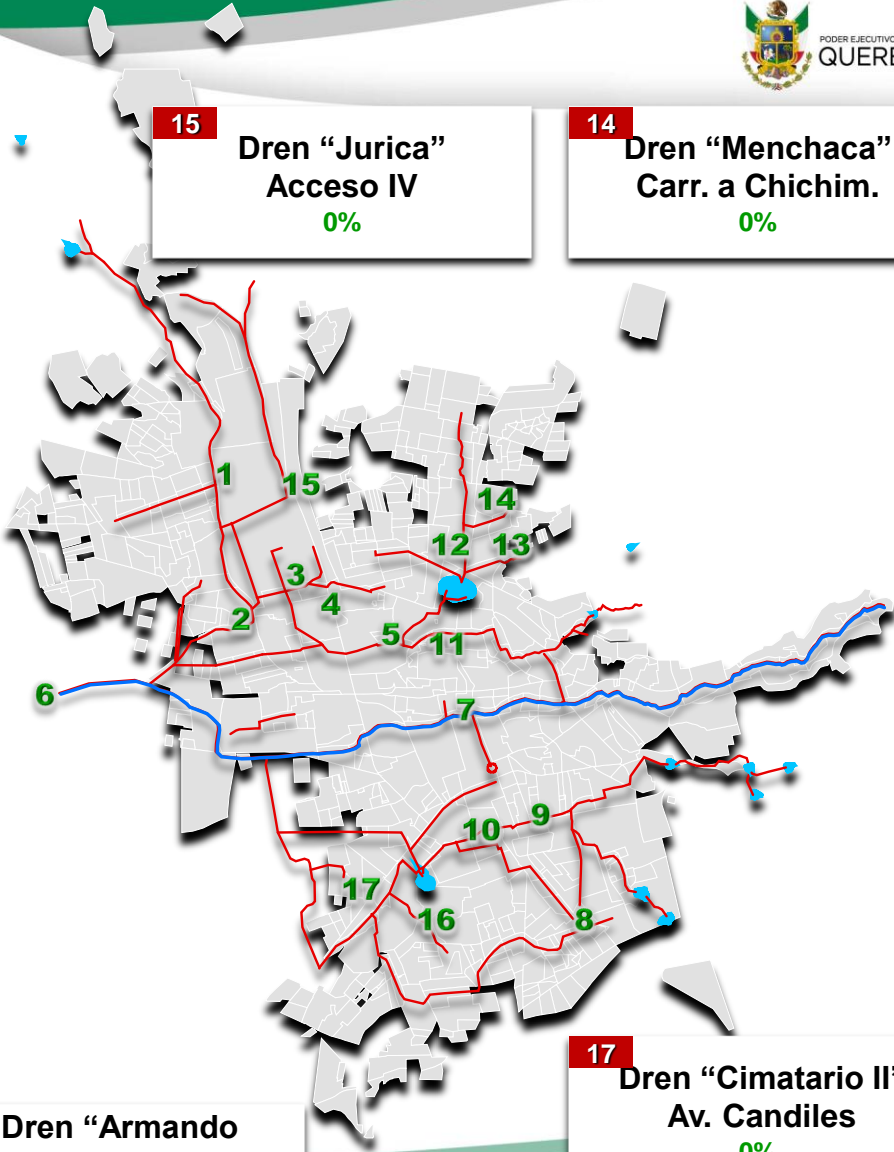 PODER EJECUTIVO
QUERE
15
Dren “Jurica”
Acceso IV
0%
14
Dren “Menchaca”
Carr. a Chichim.
0%
1
15
14
12
13
3
4
2
5
11
6
7
9
10
17
16
8
17
Dren “Cimatario II”
Av. Candiles
0%
Dren “Armando